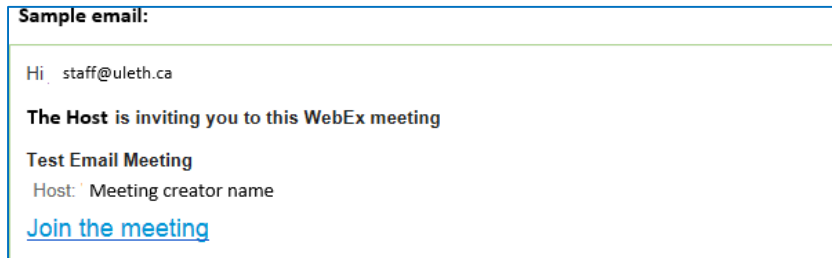 Sample email:
Hi staff@uleth.ca
The Host is inviting you to this WebEx meeting
Test Email Meeting
Host: Meeting creator name
Join the meeting